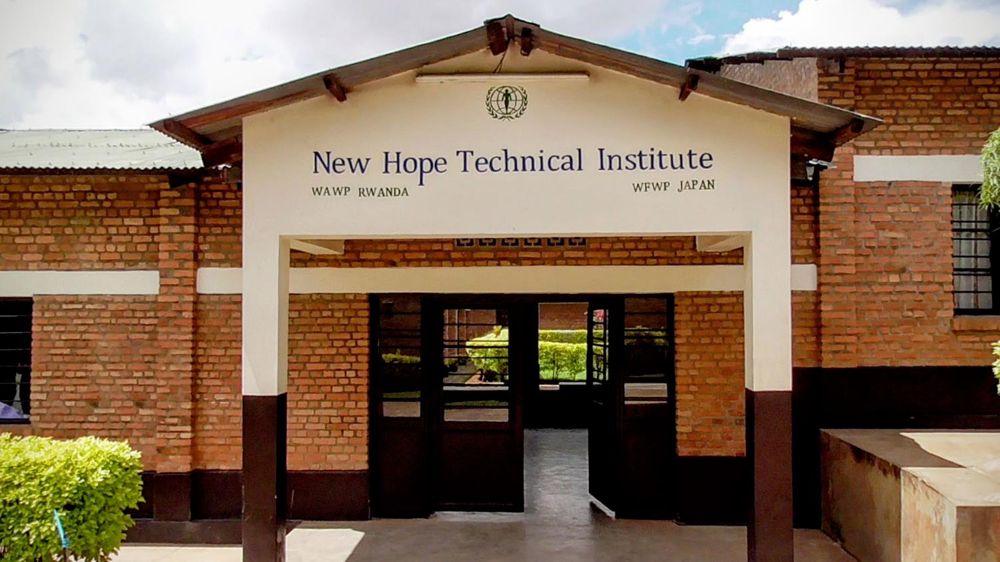 New Hope Technical Institute
WAWP RWANDA WFWP JAPAN